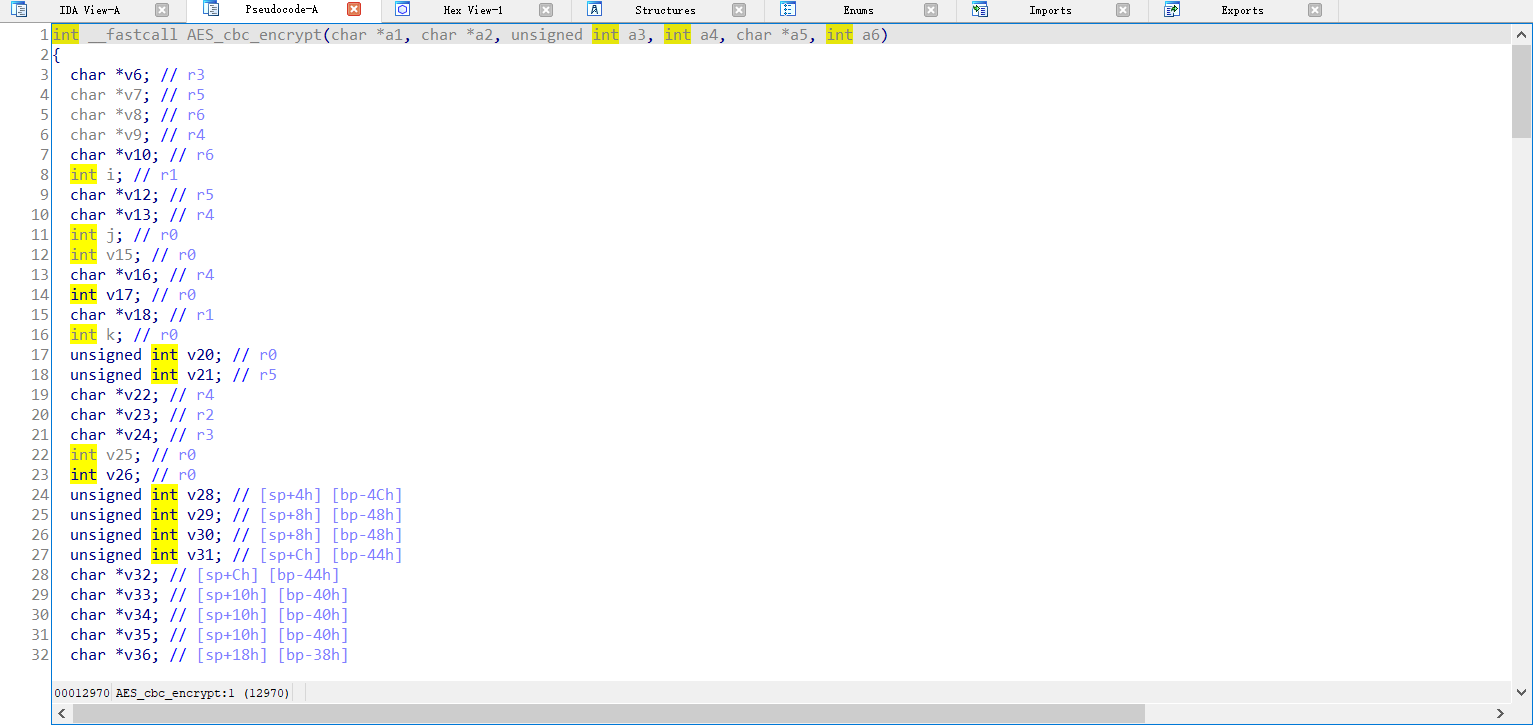 IDA View-A Pseudocode-A Hex View-1 Structures Enums Imports Exports
1 int __fastcall AES_cbc_encrypt(char *a1, char *a2, unsigned int a3, int a4, char *a5, int a6)
2 {
3 char *v6; // r3
4 char *v7; // r5
5 char *v8; // r6
6 char *v9; // r4
7 char *v10; // r6
8 int i; // r1
9 char *v12; // r5
10 char *v13; // r4
11 int j; // r0
12 int v15; // r0
13 char *v16; // r4
14 int v17; // r0
15 char *v18; // r1
16 int k; // r0
17 unsigned int v20; // r0
18 unsigned int v21; // r5
19 char *v22; // r4
20 char *v23; // r2
21 char *v24; // r3
22 int v25; // r0
23 int v26; // r0
24 unsigned int v28; // [sp+4h] [bp-4Ch]
25 unsigned int v29; // [sp+8h] [bp-48h]
26 unsigned int v30; // [sp+8h] [bp-48h]
27 unsigned int v31; // [sp+Ch] [bp-44h]
28 char *v32; // [sp+Ch] [bp-44h]
29 char *v33; // [sp+10h] [bp-40h]
30 char *v34; // [sp+10h] [bp-40h]
31 char *v35; // [sp+10h] [bp-40h]
32 char *v36; // [sp+18h] [bp-38h]
00012970 AES_cbc_encrypt:1 (12970)